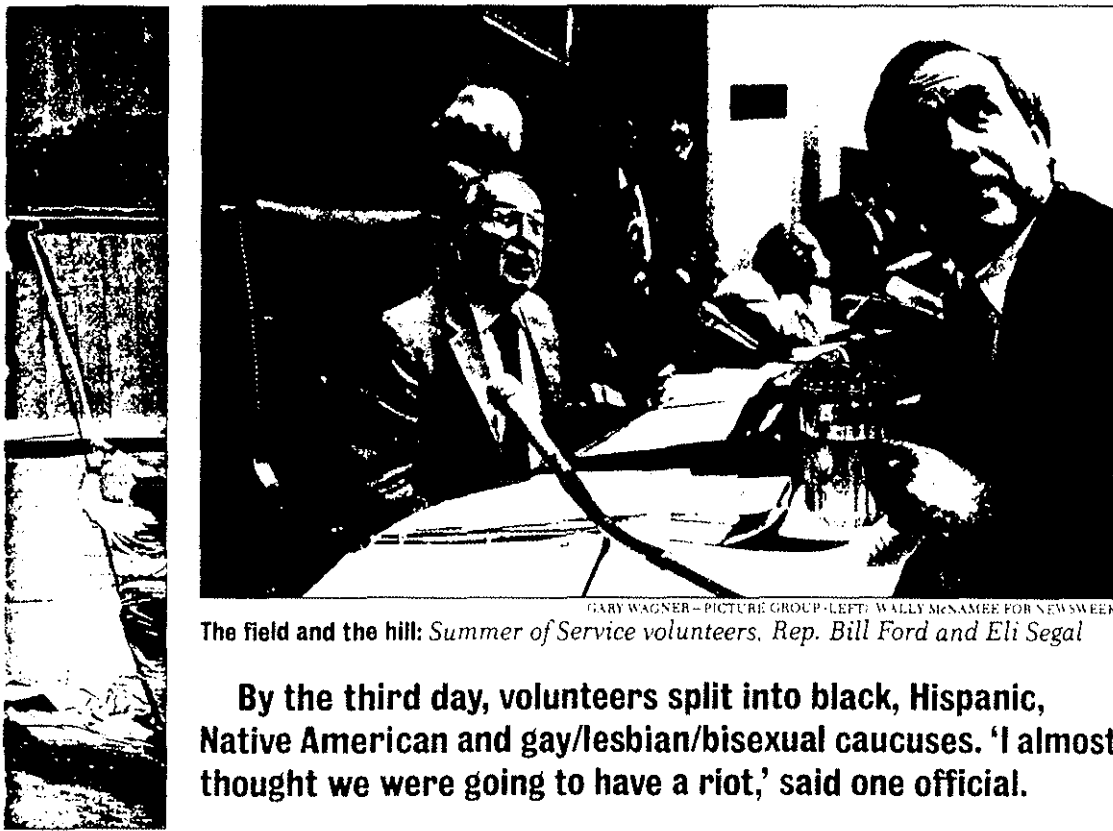 GARY WAGNER–PICTURE GROUP. LEFT: WALLY McNAMEE FOR NEWSWEEK
The field and the hill: Summer of Service volunteers, Rep. Bill Ford and Eli Segal
By the third day, volunteers split into black, Hispanic,
Native American and gay/lesbian/bisexual caucuses. ‘I almost
thought we were going to have a riot,’ said one official.